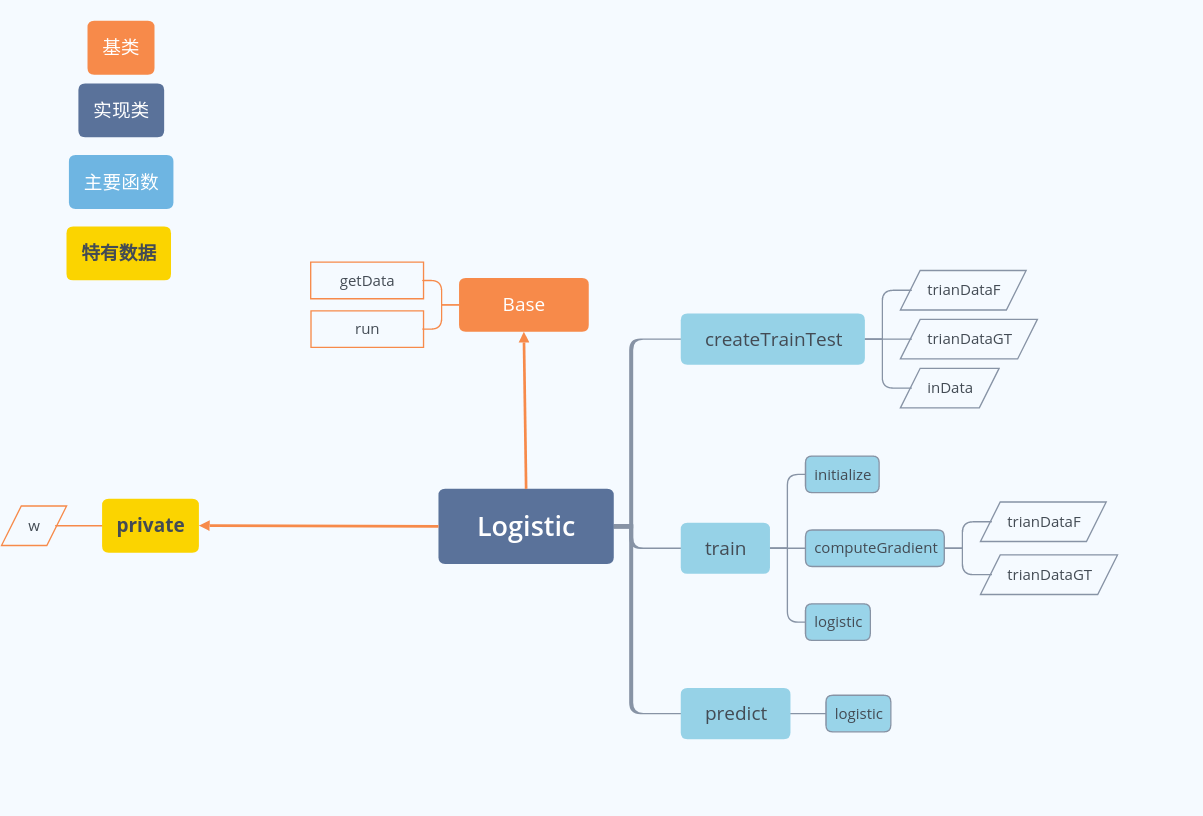 基类
实现类
主要函数
特有数据
getData
run
Base
createTrainTest
trianDataF
trianDataGT
inData
w
private
Logistic
train
initialize
computeGradient
logistic
trianDataF
trianDataGT
predict
logistic